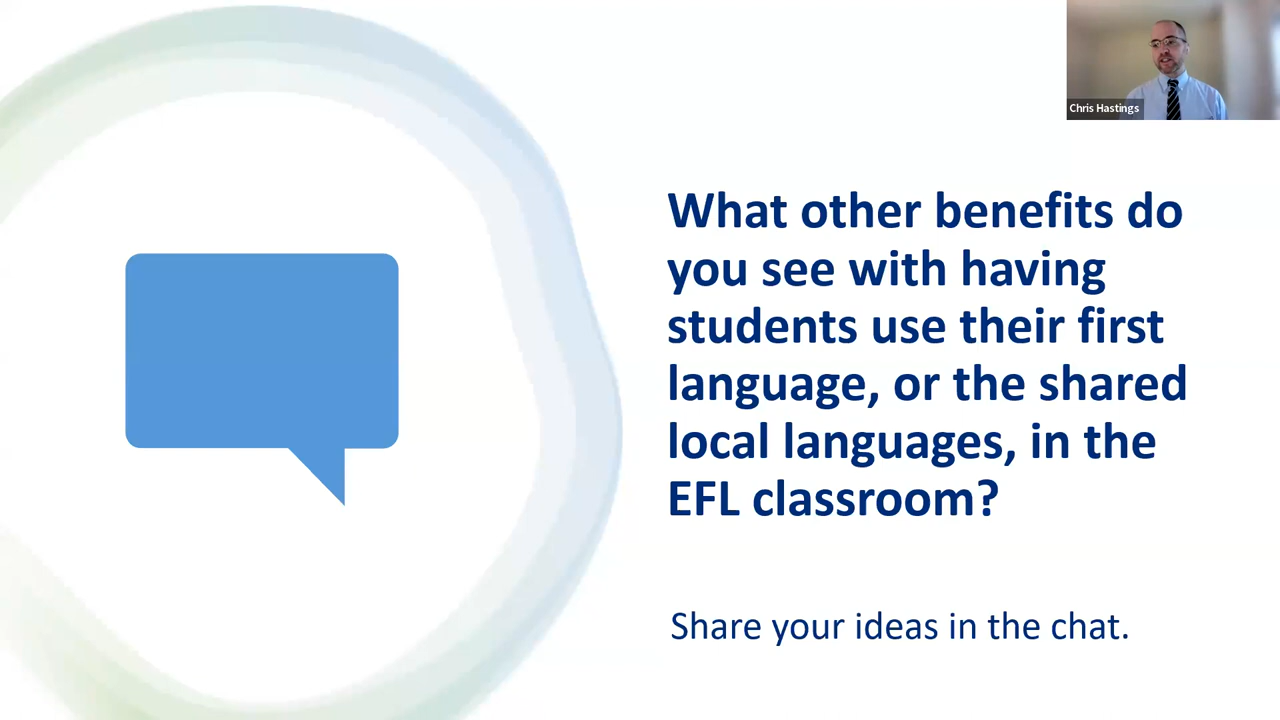 Chris Hastings
What other benefits do
you see with having
students use their first
language, or the shared
local languages, in the
EFL classroom?
Share your ideas in the chat.